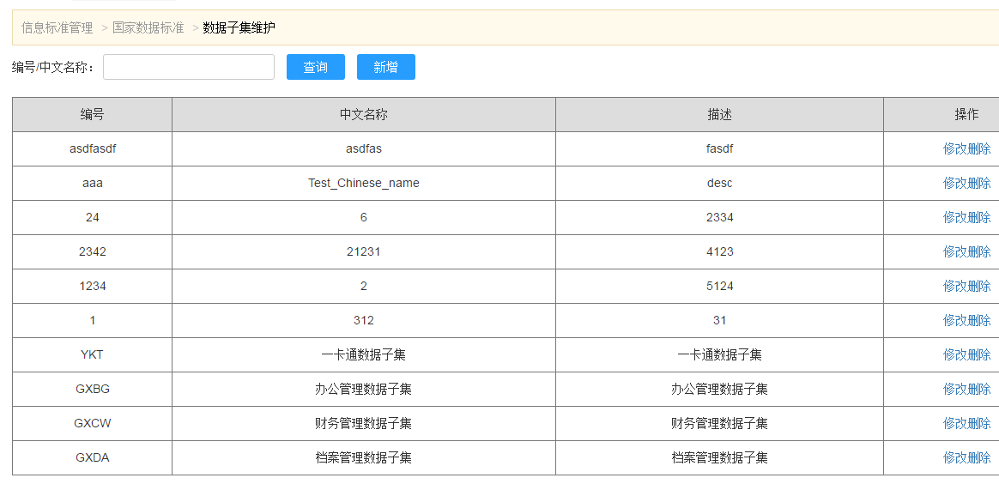 信息标准管理 > 国家数据标准 > 数据子集维护
编号/中文名称： 查询 新增
编号 中文名称 描述 操作
asdfasdf asdfas fasdf 修改删除
aaa Test_Chinese_name desc 修改删除
24 6 2334 修改删除
2342 21231 4123 修改删除
1234 2 5124 修改删除
1 312 31 修改删除
YKT 一卡通数据子集 一卡通数据子集 修改删除
GXBG 办公管理数据子集 办公管理数据子集 修改删除
GXCW 财务管理数据子集 财务管理数据子集 修改删除
GXDA 档案管理数据子集 档案管理数据子集 修改删除